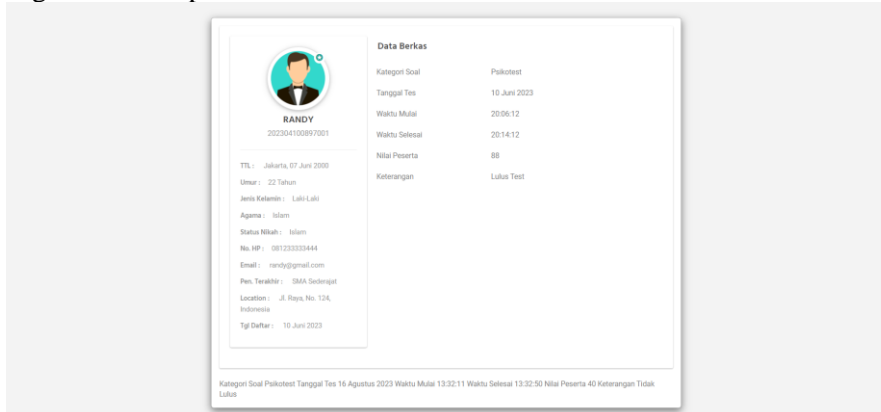 RANDY
202304100897001
TTL : Jakarta, 07 Juni 2000
Umur : 22 Tahun
Jenis Kelamin : Laki-Laki
Agama : Islam
Status Nikah : Islam
No. HP : 081233333444
Email : randy@gmail.com
Pen. Terakhir : SMA Sederajat
Location : Jl. Raya, No. 124,
Indonesia
Tgl Daftar : 10 Juni 2023
Data Berkas
Kategori Soal Psikotest
Tanggal Tes 10 Juni 2023
Waktu Mulai 20:06:12
Waktu Selesai 20:14:12
Nilai Peserta 88
Keterangan Lulus Test
Kategori Soal Psikotest Tanggal Tes 16 Agustus 2023 Waktu Mulai 13:32:11 Waktu Selesai 13:32:50 Nilai Peserta 40 Keterangan Tidak
Lulus